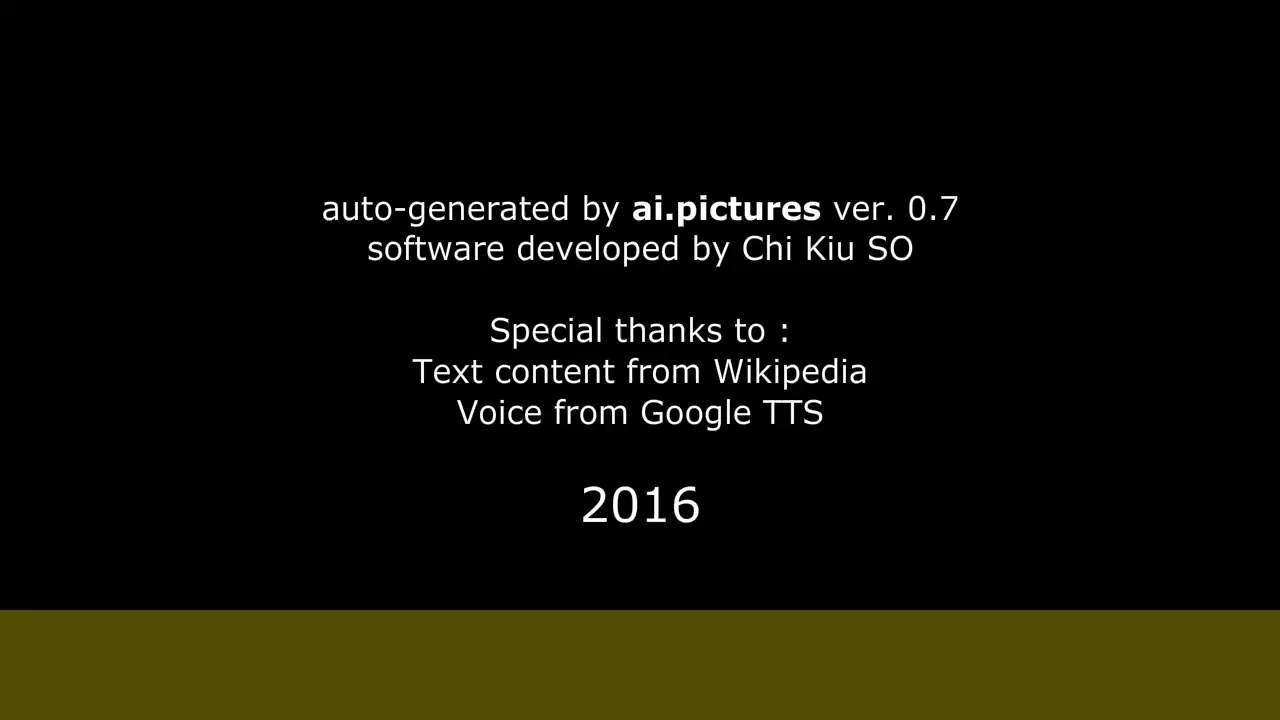 auto-generated by ai.pictures ver. 0.7
software developed by Chi Kiu SO
Special thanks to :
Text content from Wikipedia
Voice from Google TTS
2016